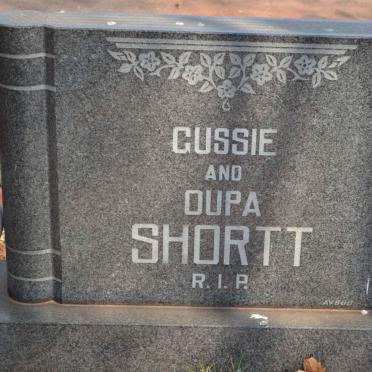 CUSSIE
AND
OUPA
SHORTT
R.I.P.